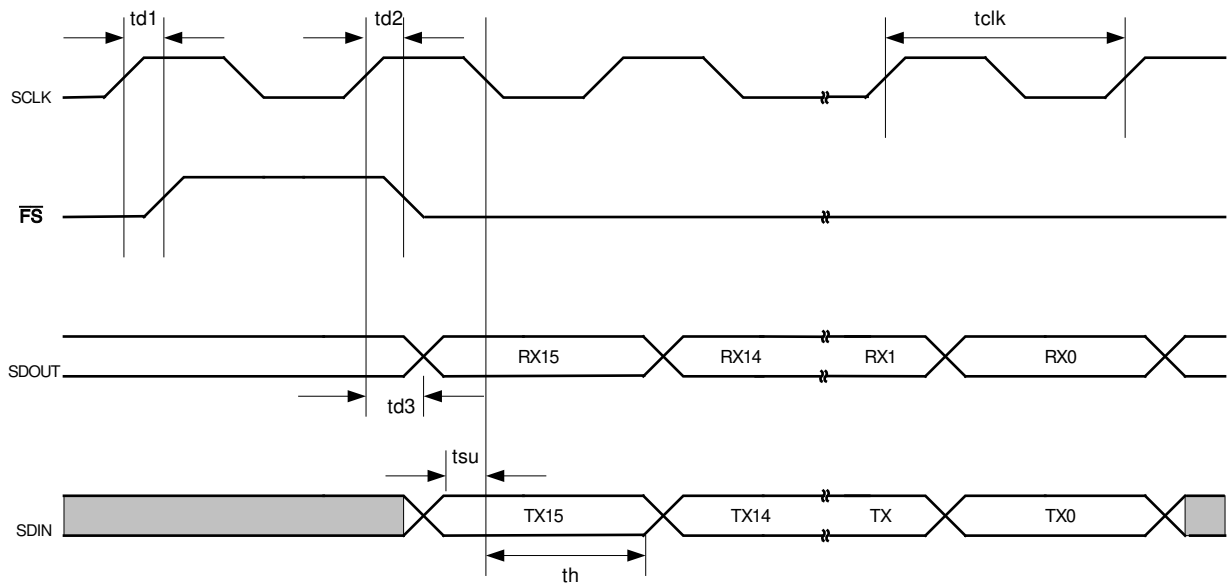 td1 td2 tclk
SCLK
FS
RX15 RX14 RX1 RX0
SDOUT
td3
tsu
TX15 TX14 TX TX0
SDIN
th